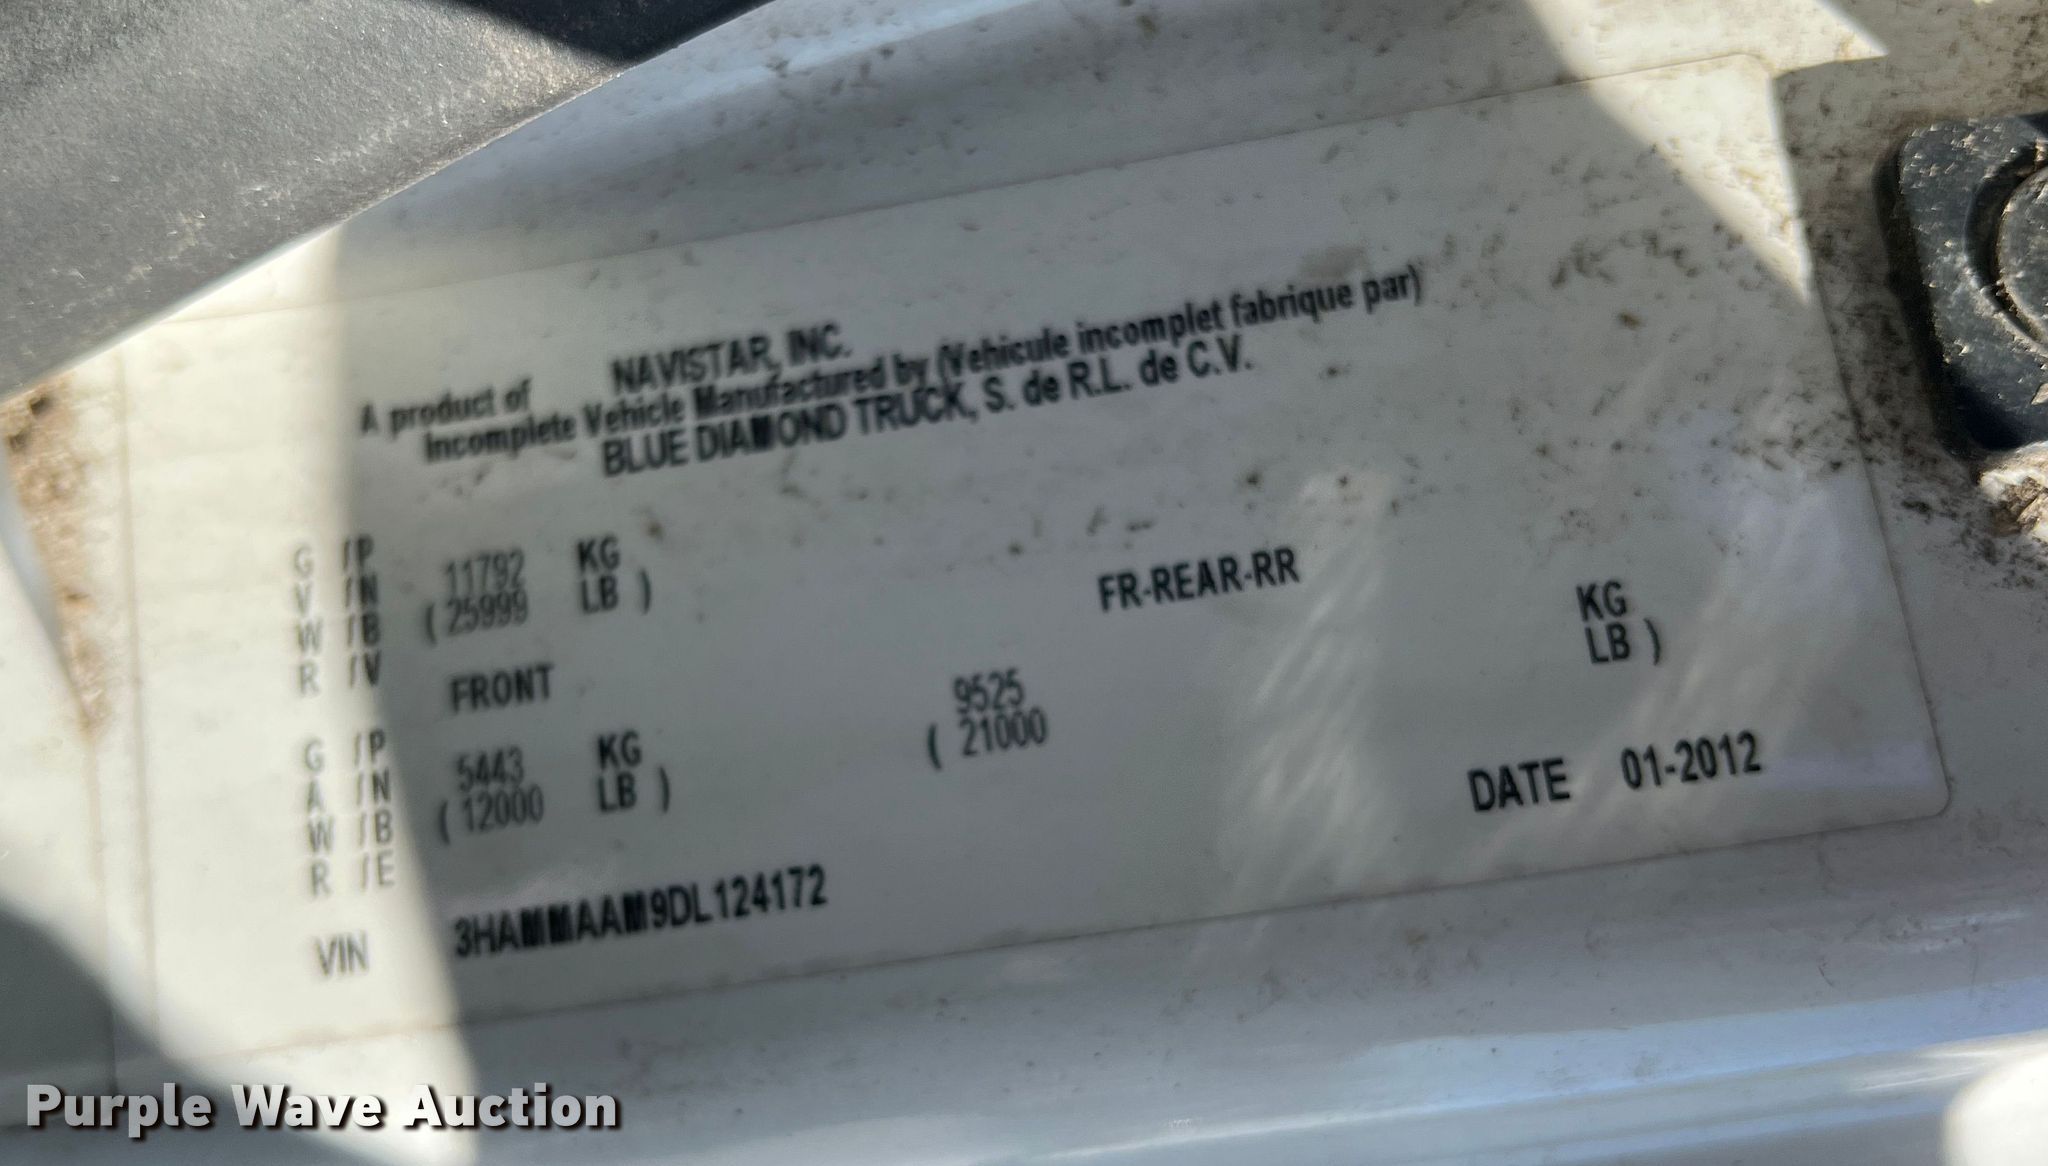 A product of NAVISTAR, INC.
Incomplete Vehicle Manufactured by (Vehicule incomplet fabrique par)
BLUE DIAMOND TRUCK, S. de R.L. de C.V.
G /P 11792 KG
V /N ( 25999 LB )
W /B
R /V
FRONT FR-REAR-RR
G /P 5443 KG 9525 KG
A /N ( 12000 LB ) ( 21000 LB )
W /B
R /E
DATE 01-2012
VIN 3HAMMAAM9DL124172
Purple Wave Auction